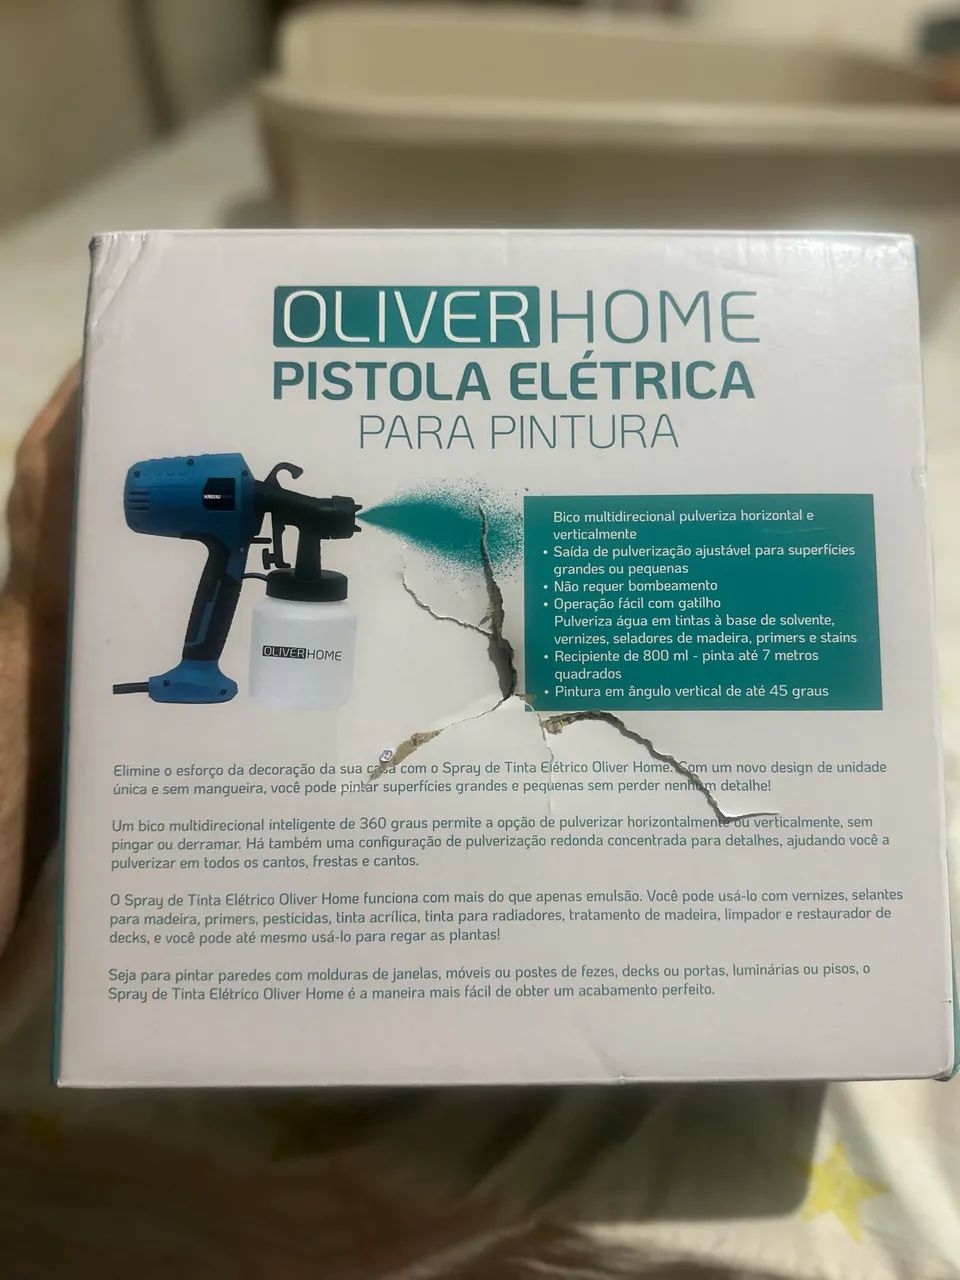 OLIVER HOME
PISTOLA ELÉTRICA
PARA PINTURA
OLIVERHOME
Bico multidirecional pulveriza horizontal e
verticalmente
• Saída de pulverização ajustável para superfícies
grandes ou pequenas
• Não requer bombeamento
• Operação fácil com gatilho
Pulveriza água em tintas à base de solvente,
vernizes, seladores de madeira, primers e stains
• Recipiente de 800 ml - pinta até 7 metros
quadrados
• Pintura em ângulo vertical de até 45 graus
Elimine o esforço da decoração da sua casa com o Spray de Tinta Elétrico Oliver Home. Com um novo design de unidade
única e sem mangueira, você pode pintar superfícies grandes e pequenas sem perder nenhum detalhe!
Um bico multidirecional inteligente de 360 graus permite a opção de pulverizar horizontalmente ou verticalmente, sem
pingar ou derramar. Há também uma configuração de pulverização redonda concentrada para detalhes, ajudando você a
pulverizar em todos os cantos, frestas e cantos.
O Spray de Tinta Elétrico Oliver Home funciona com mais do que apenas emulsão. Você pode usá-lo com vernizes, selantes
para madeira, primers, pesticidas, tinta acrílica, tinta para radiadores, tratamento de madeira, limpador e restaurador de
decks, e você pode até mesmo usá-lo para regar as plantas!
Seja para pintar paredes com molduras de janelas, móveis ou postes de fezes, decks ou portas, luminárias ou pisos, o
Spray de Tinta Elétrico Oliver Home é a maneira mais fácil de obter um acabamento perfeito.